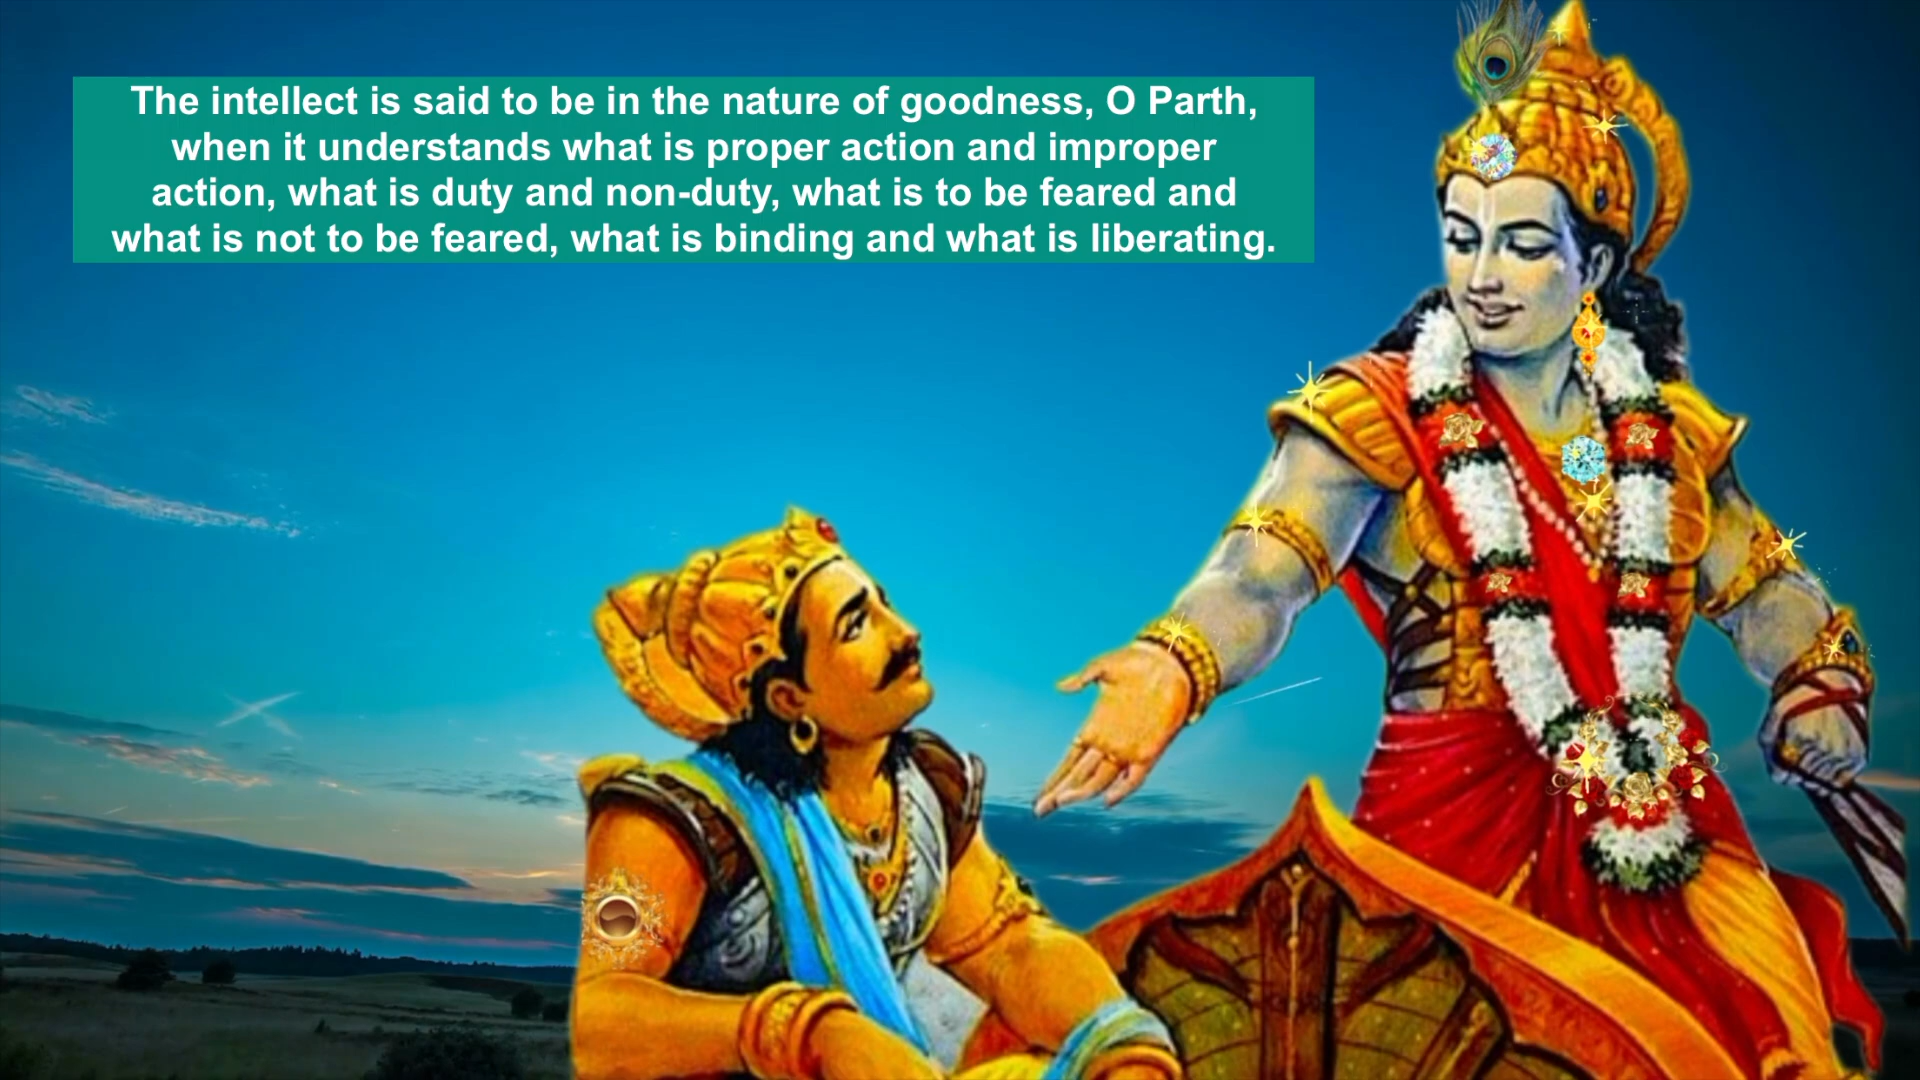 The intellect is said to be in the nature of goodness, O Parth,
when it understands what is proper action and improper
action, what is duty and non-duty, what is to be feared and
what is not to be feared, what is binding and what is liberating.